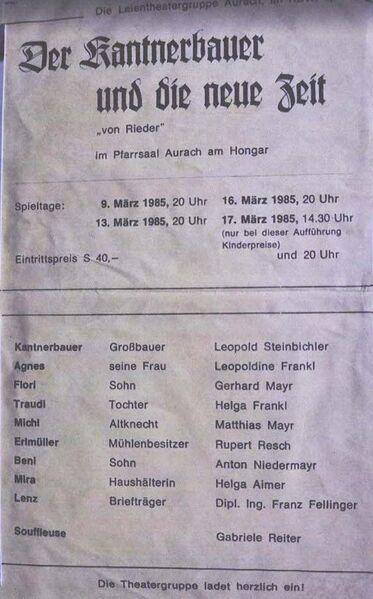 Die Laientheatergruppe Aurach, im
Der Kantnerbauer
und die neue Zeit
„von Rieder"
im Pfarrsaal Aurach am Hongar
Spieltage: 9. März 1985, 20 Uhr 16. März 1985, 20 Uhr
13. März 1985, 20 Uhr 17. März 1985, 14.30 Uhr
(nur bei dieser Aufführung
Kinderpreise)
und 20 Uhr
Eintrittspreis S 40,–
Kantnerbauer Großbauer Leopold Steinbichler
Agnes seine Frau Leopoldine Frankl
Florl Sohn Gerhard Mayr
Traudl Tochter Helga Frankl
Michl Altknecht Matthias Mayr
Erlmüller Mühlenbesitzer Rupert Resch
Benl Sohn Anton Niedermayr
Mira Haushälterin Helga Aimer
Lenz Briefträger Dipl. Ing. Franz Fellinger
Souffleuse Gabriele Reiter
Die Theatergruppe ladet herzlich ein!